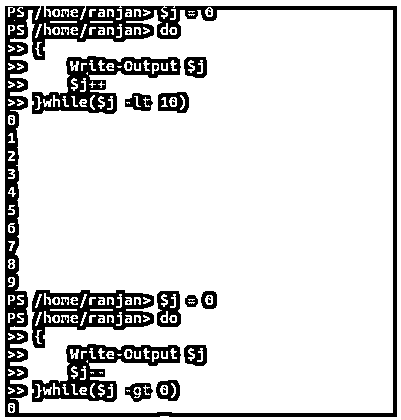 PS /home/ranjan> $j = 0
PS /home/ranjan> do
>> {
>>     Write-Output $j
>>     $j++
>> }while($j -lt 10)
0
1
2
3
4
5
6
7
8
9
PS /home/ranjan> $j = 0
PS /home/ranjan> do
>> {
>>     Write-Output $j
>>     $j--
>> }while($j -gt 0)
0